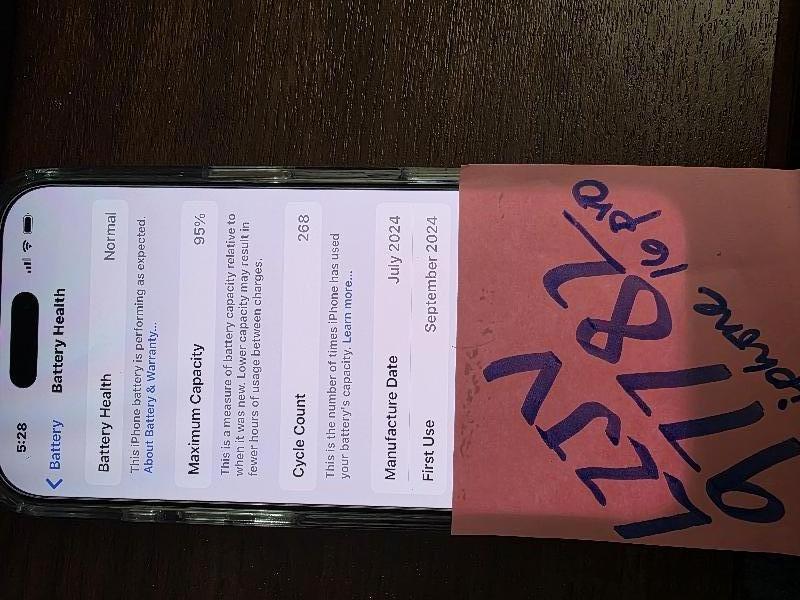 5:28
Battery
Battery Health
Battery Health Normal
This iPhone battery is performing as expected.
About Battery & Warranty...
Maximum Capacity 95%
This is a measure of battery capacity relative to
when it was new. Lower capacity may result in
fewer hours of usage between charges.
Cycle Count 268
This is the number of times iPhone has used
your battery's capacity. Learn more...
Manufacture Date July 2024
First Use September 2024
LZJV
97782
iphone 16 pro